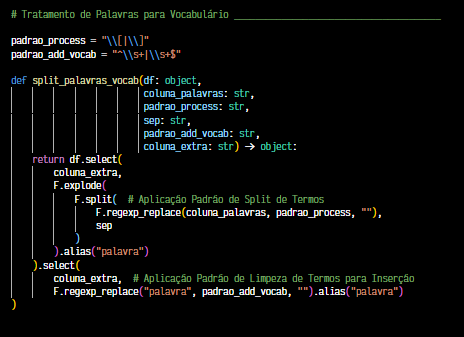 # Tratamento de Palavras para Vocabulário ___________________________________
padrao_process = "\\[|\\]"
padrao_add_vocab = "^\\s+|\\s+$"
def split_palavras_vocab(df: object,
coluna_palavras: str,
padrao_process: str,
sep: str,
padrao_add_vocab: str,
coluna_extra: str) -> object:
return df.select(
coluna_extra,
F.explode(
F.split(  # Aplicação Padrão de Split de Termos
F.regexp_replace(coluna_palavras, padrao_process, ""),
sep
)
).alias("palavra")
).select(
coluna_extra,  # Aplicação Padrão de Limpeza de Termos para Inserção
F.regexp_replace("palavra", padrao_add_vocab, "").alias("palavra")
)